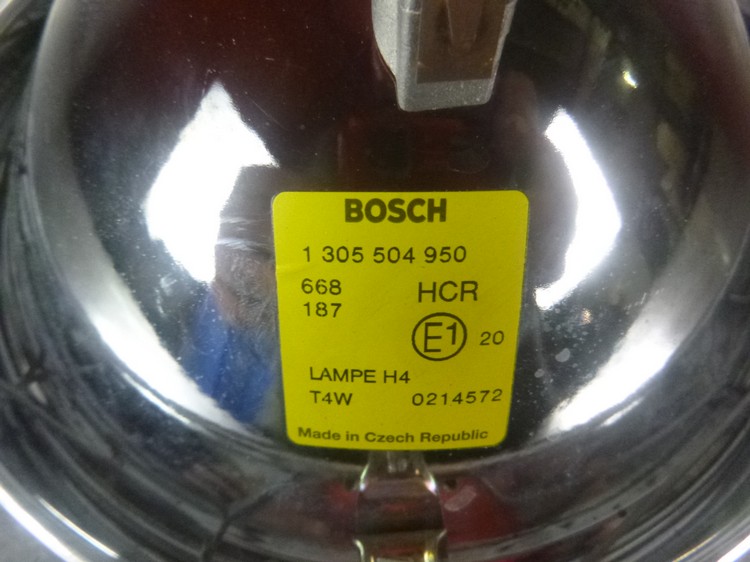 BOSCH
1 305 504 950
668 HCR
187
E1 20
LAMPE H4
T4W 0214572
Made in Czech Republic